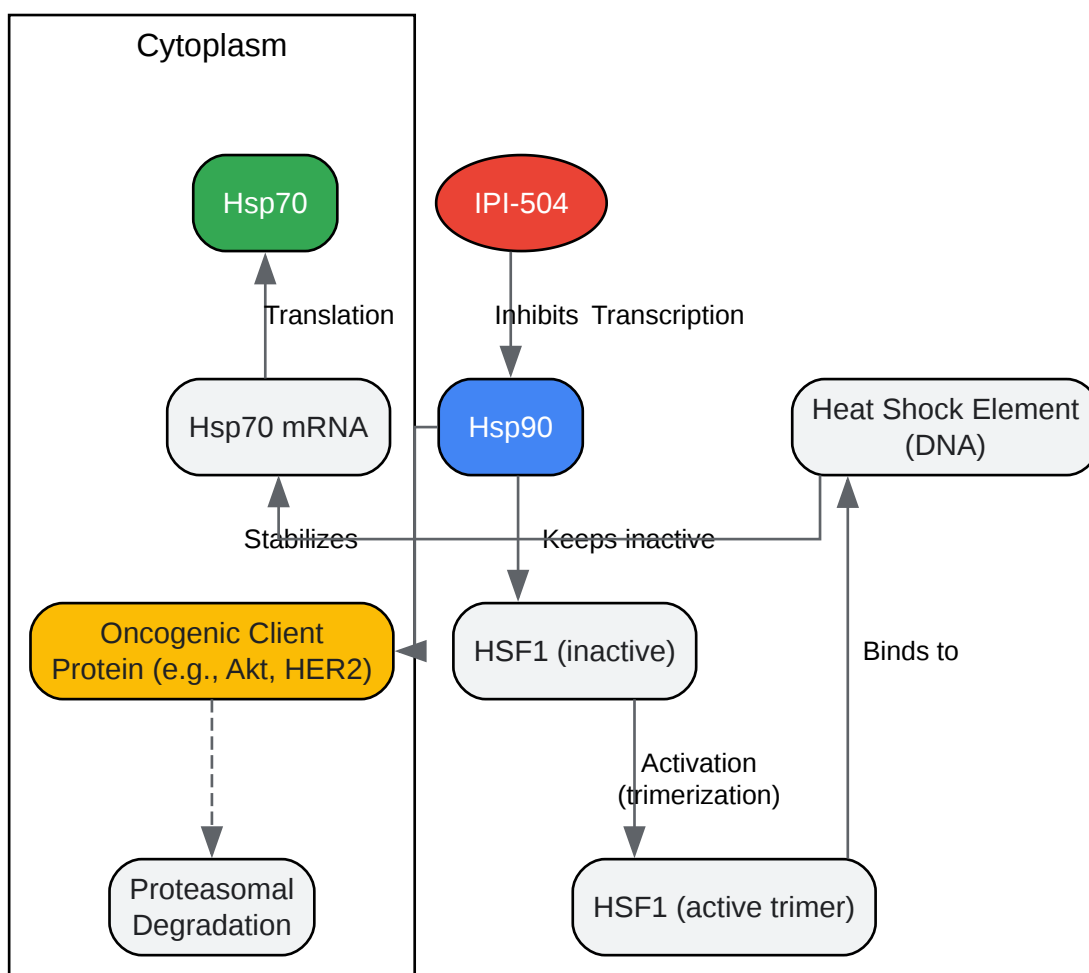 Cytoplasm
Hsp70
IPI-504
Translation
Inhibits
Transcription
Hsp70 mRNA
Hsp90
Heat Shock Element
(DNA)
Stabilizes
Keeps inactive
Oncogenic Client
Protein (e.g., Akt, HER2)
HSF1 (inactive)
Binds to
Activation
(trimerization)
Proteasomal
Degradation
HSF1 (active trimer)